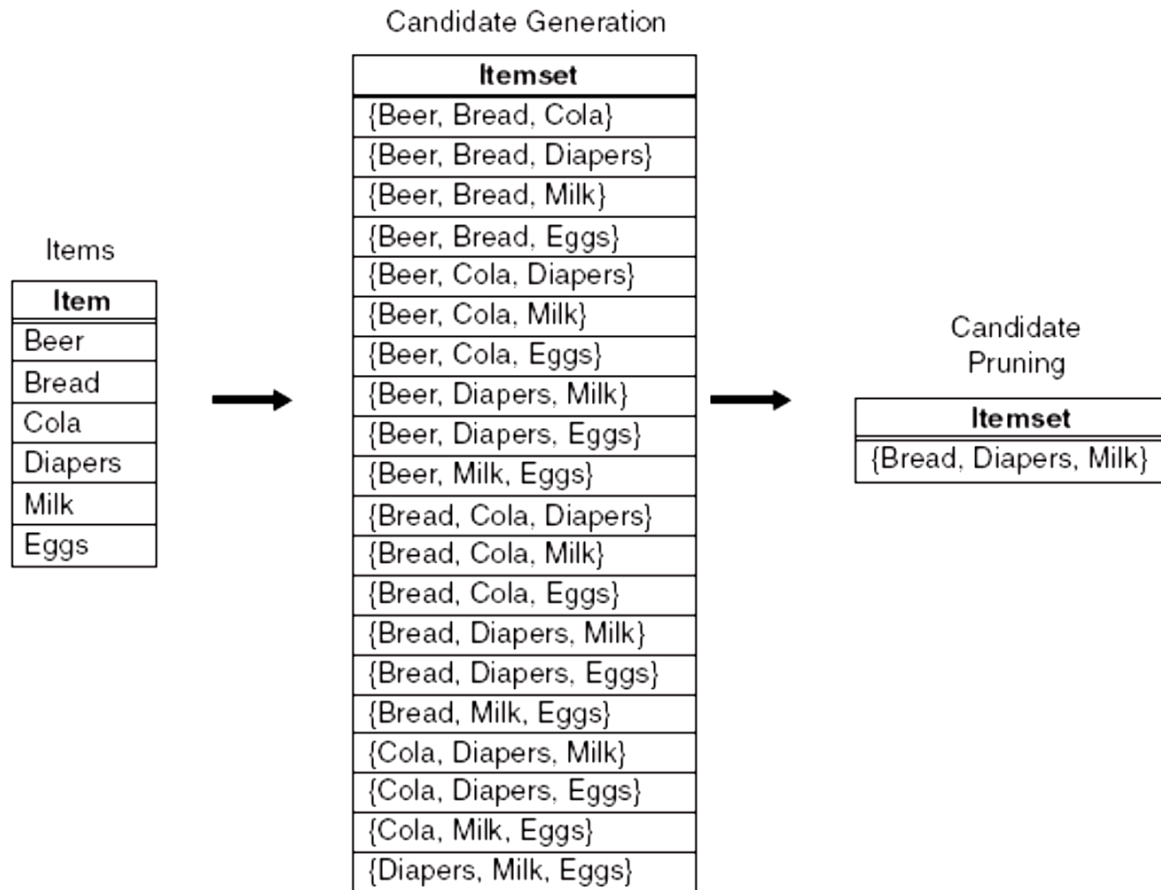 Candidate Generation
Items
Item
Beer
Bread
Cola
Diapers
Milk
Eggs
Itemset
{Beer, Bread, Cola}
{Beer, Bread, Diapers}
{Beer, Bread, Milk}
{Beer, Bread, Eggs}
{Beer, Cola, Diapers}
{Beer, Cola, Milk}
{Beer, Cola, Eggs}
{Beer, Diapers, Milk}
{Beer, Diapers, Eggs}
{Beer, Milk, Eggs}
{Bread, Cola, Diapers}
{Bread, Cola, Milk}
{Bread, Cola, Eggs}
{Bread, Diapers, Milk}
{Bread, Diapers, Eggs}
{Bread, Milk, Eggs}
{Cola, Diapers, Milk}
{Cola, Diapers, Eggs}
{Cola, Milk, Eggs}
{Diapers, Milk, Eggs}
Candidate
Pruning
Itemset
{Bread, Diapers, Milk}